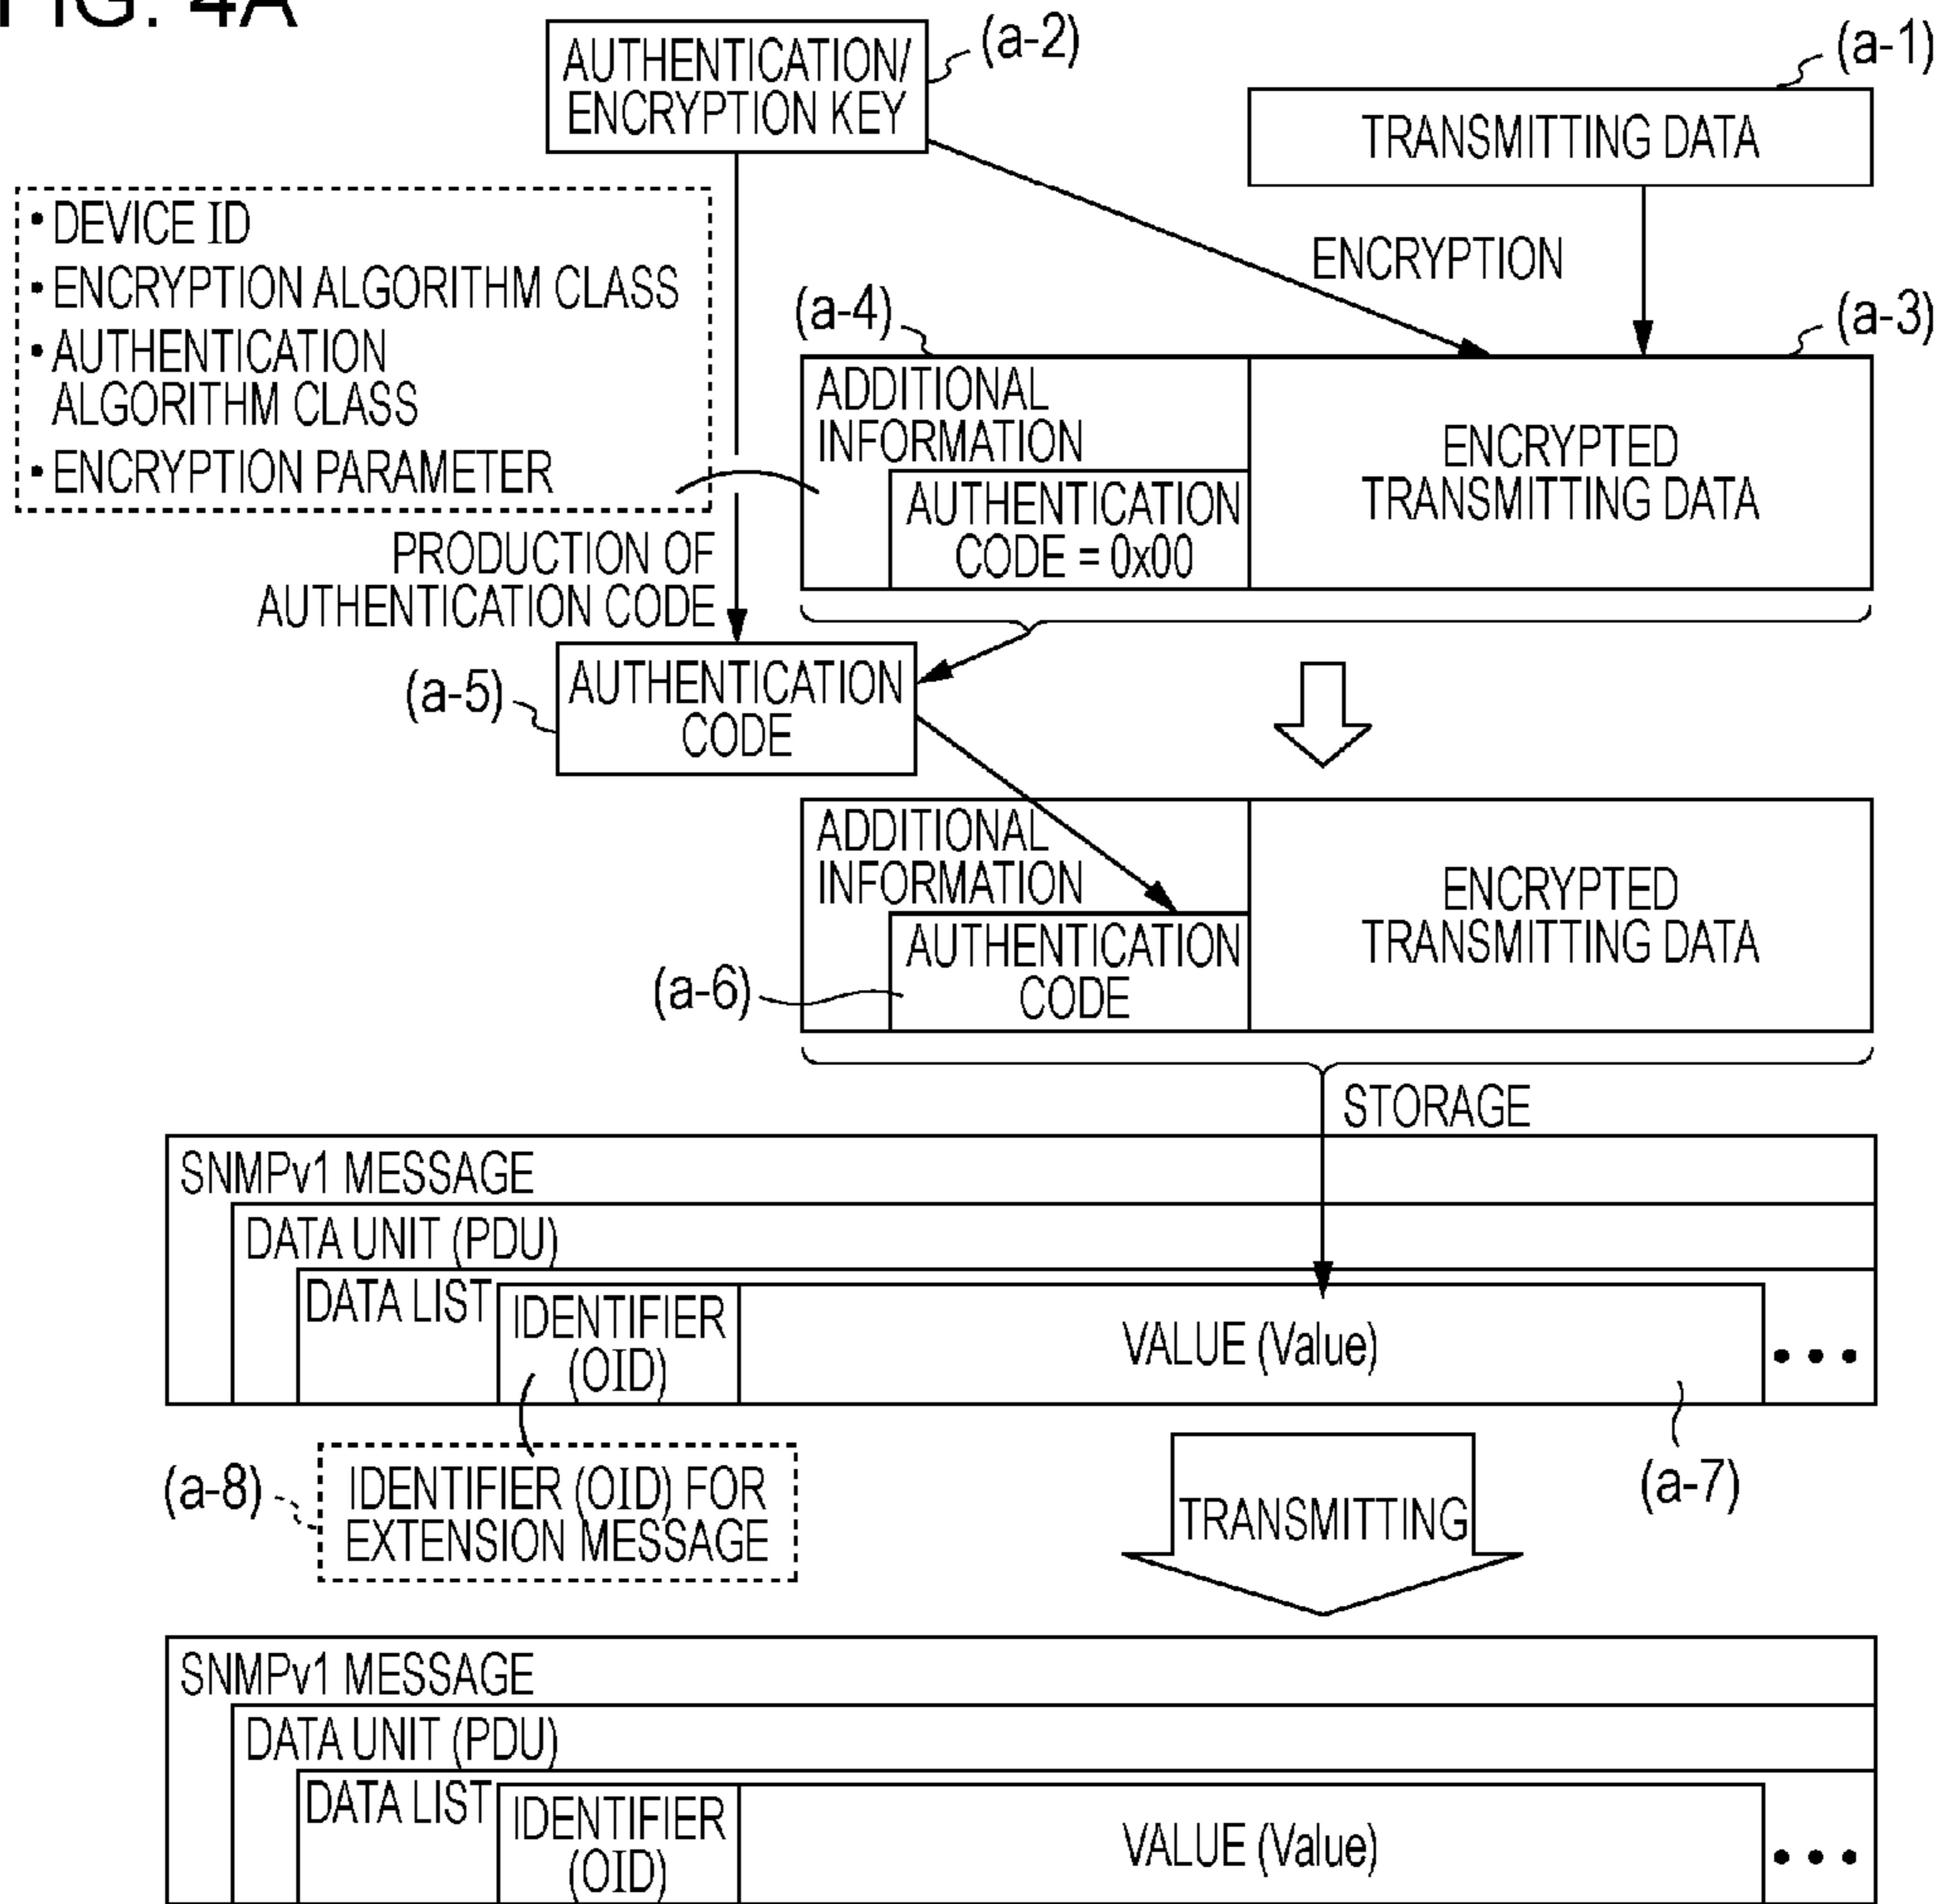 FIG. 4A
(a-2)
(a-1)
AUTHENTICATION/
ENCRYPTION KEY
TRANSMITTING DATA
• DEVICE ID
• ENCRYPTION ALGORITHM CLASS
• AUTHENTICATION
ALGORITHM CLASS
• ENCRYPTION PARAMETER
ENCRYPTION
(a-4)
(a-3)
ADDITIONAL
INFORMATION
AUTHENTICATION
CODE = 0x00
ENCRYPTED
TRANSMITTING DATA
PRODUCTION OF
AUTHENTICATION CODE
(a-5)
AUTHENTICATION
CODE
ADDITIONAL
INFORMATION
AUTHENTICATION
CODE
ENCRYPTED
TRANSMITTING DATA
(a-6)
STORAGE
SNMPv1 MESSAGE
DATA UNIT (PDU)
DATA LIST
IDENTIFIER
(OID)
VALUE (Value)
•••
(a-8)
IDENTIFIER (OID) FOR
EXTENSION MESSAGE
TRANSMITTING
(a-7)
SNMPv1 MESSAGE
DATA UNIT (PDU)
DATA LIST
IDENTIFIER
(OID)
VALUE (Value)
•••